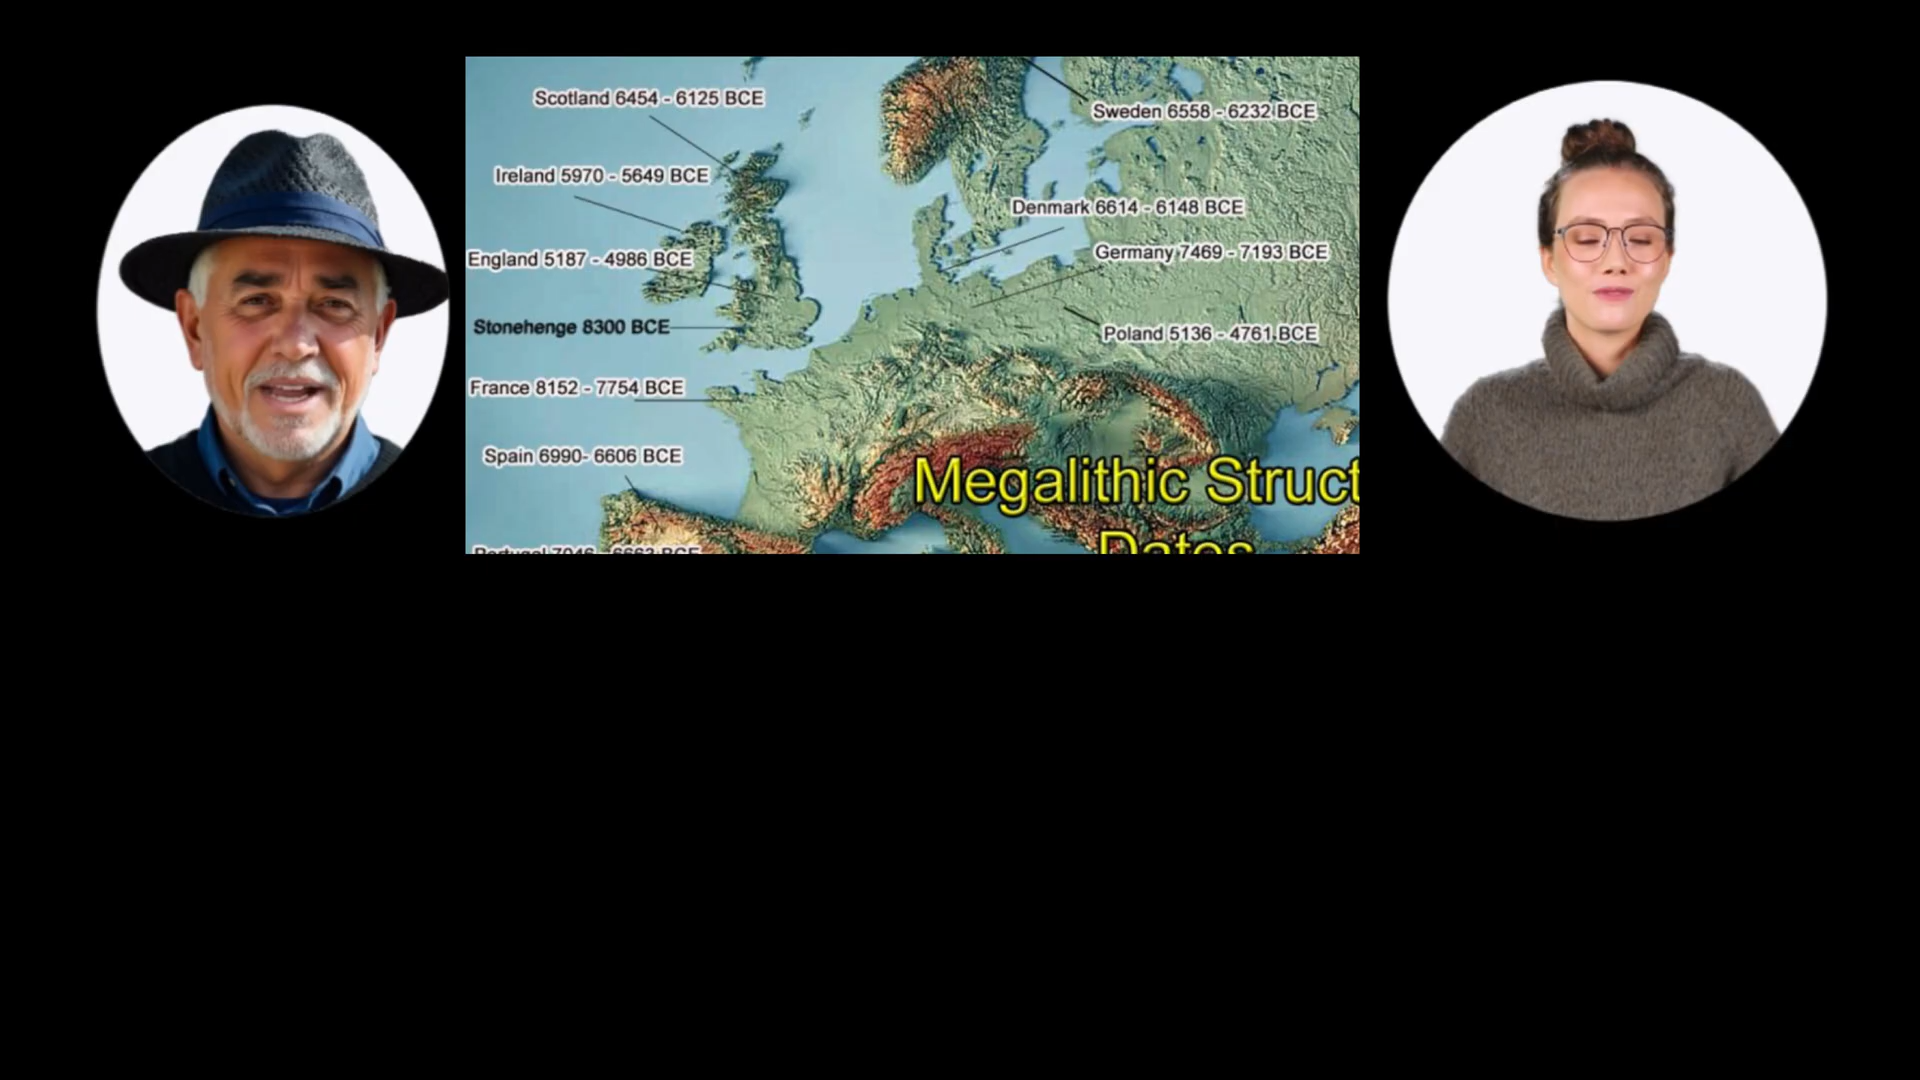 Scotland 6454 - 6125 BCE
Sweden 6558 - 6232 BCE
Ireland 5970 - 5649 BCE
Denmark 6614 - 6148 BCE
Germany 7469 - 7193 BCE
England 5187 - 4986 BCE
Stonehenge 8300 BCE
Poland 5136 - 4761 BCE
France 8152 - 7754 BCE
Spain 6990- 6606 BCE
Megalithic Struct
Dates